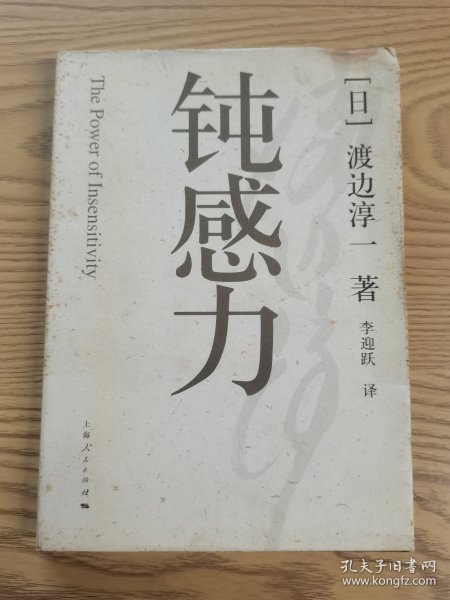 [日] 渡边淳一 著
李迎跃 译
钝感力
The Power of Insensitivity
上海人民出版社
孔夫子旧书网
www.kongfz.com